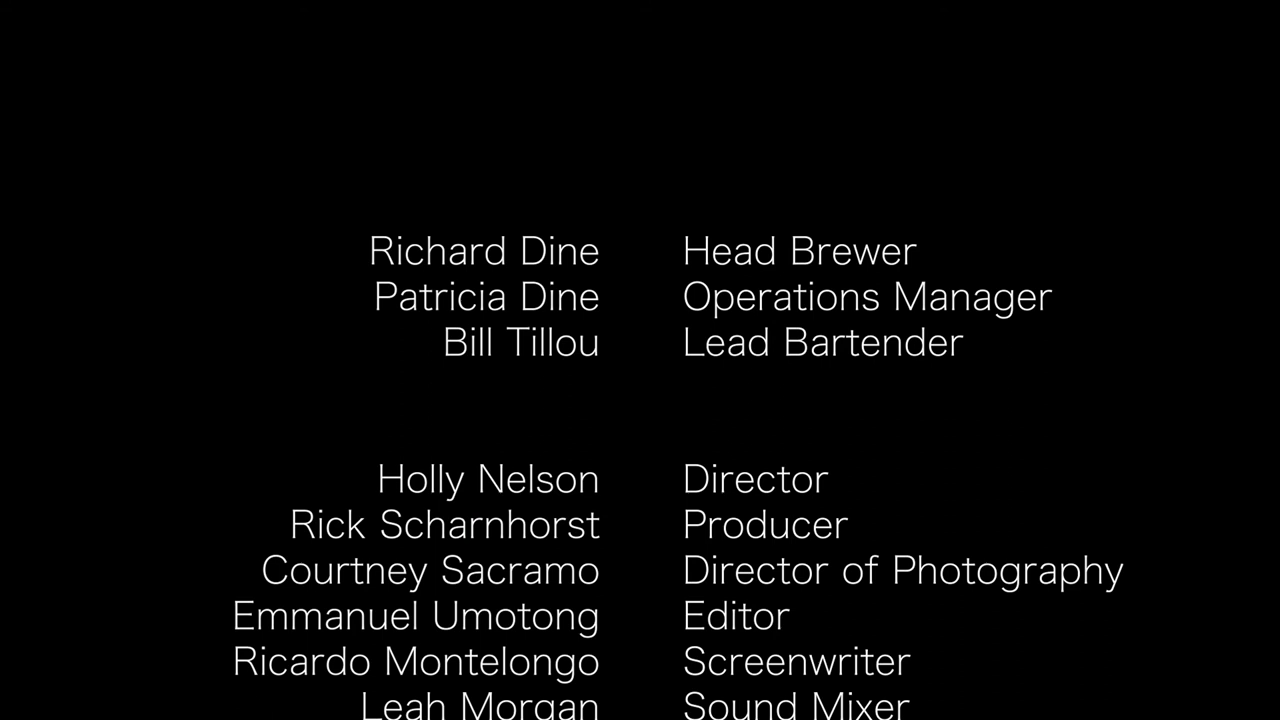 Richard Dine Head Brewer
Patricia Dine Operations Manager
Bill Tillou Lead Bartender
Holly Nelson Director
Rick Scharnhorst Producer
Courtney Sacramo Director of Photography
Emmanuel Umotong Editor
Ricardo Montelongo Screenwriter
Leah Morgan Sound Mixer